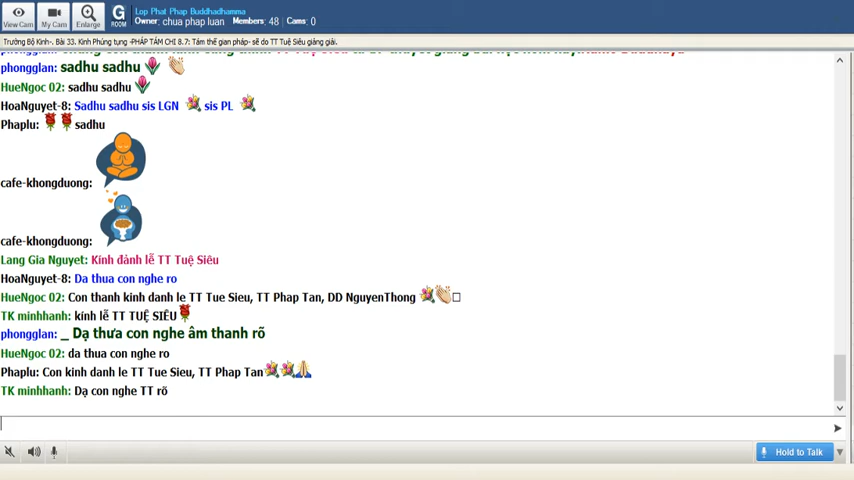 View Cam
My Cam
Enlarge
G
ROOM
Lop Phat Phap Buddhadhamma
Owner: chua phap luan Members: 48 Cams: 0
Trường Bộ Kinh-. Bài 33. Kinh Phúng tụng -PHÁP TÁM CHI 8.7: Tám thế gian pháp- sẽ do TT Tuệ Siêu giảng giải.
phongglan: sadhu sadhu
HueNgoc 02: sadhu sadhu
HoaNguyet-8: Sadhu sadhu sis LGN sis PL
Phaplu: sadhu
cafe-khongduong:
cafe-khongduong:
Lang Gia Nguyet: Kính đảnh lễ TT Tuệ Siêu
HoaNguyet-8: Da thua con nghe ro
HueNgoc 02: Con thanh kinh danh le TT Tue Sieu, TT Phap Tan, DD NguyenThong
TK minhhanh: kính lễ TT TUỆ SIÊU
phongglan: _ Dạ thưa con nghe âm thanh rõ
HueNgoc 02: da thua con nghe ro
Phaplu: Con kinh danh le TT Tue Sieu, TT Phap Tan
TK minhhanh: Dạ con nghe TT rõ
Hold to Talk